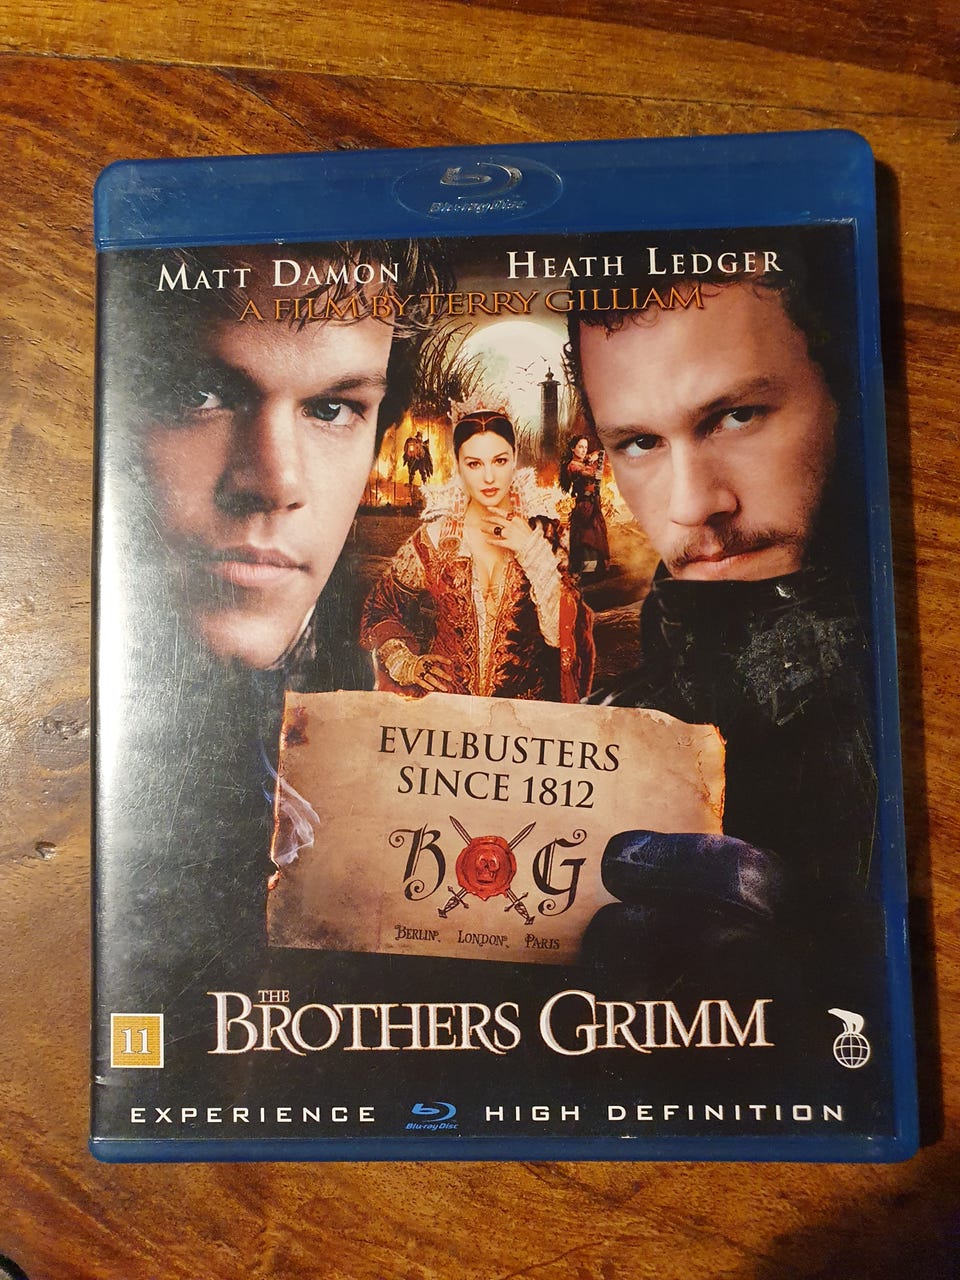 Blu-ray Disc
MATT DAMON
HEATH LEDGER
A FILM BY TERRY GILLIAM
EVILBUSTERS
SINCE 1812
B G
BERLIN. LONDON. PARIS
THE
BROTHERS GRIMM
11
EXPERIENCE Blu-ray Disc HIGH DEFINITION